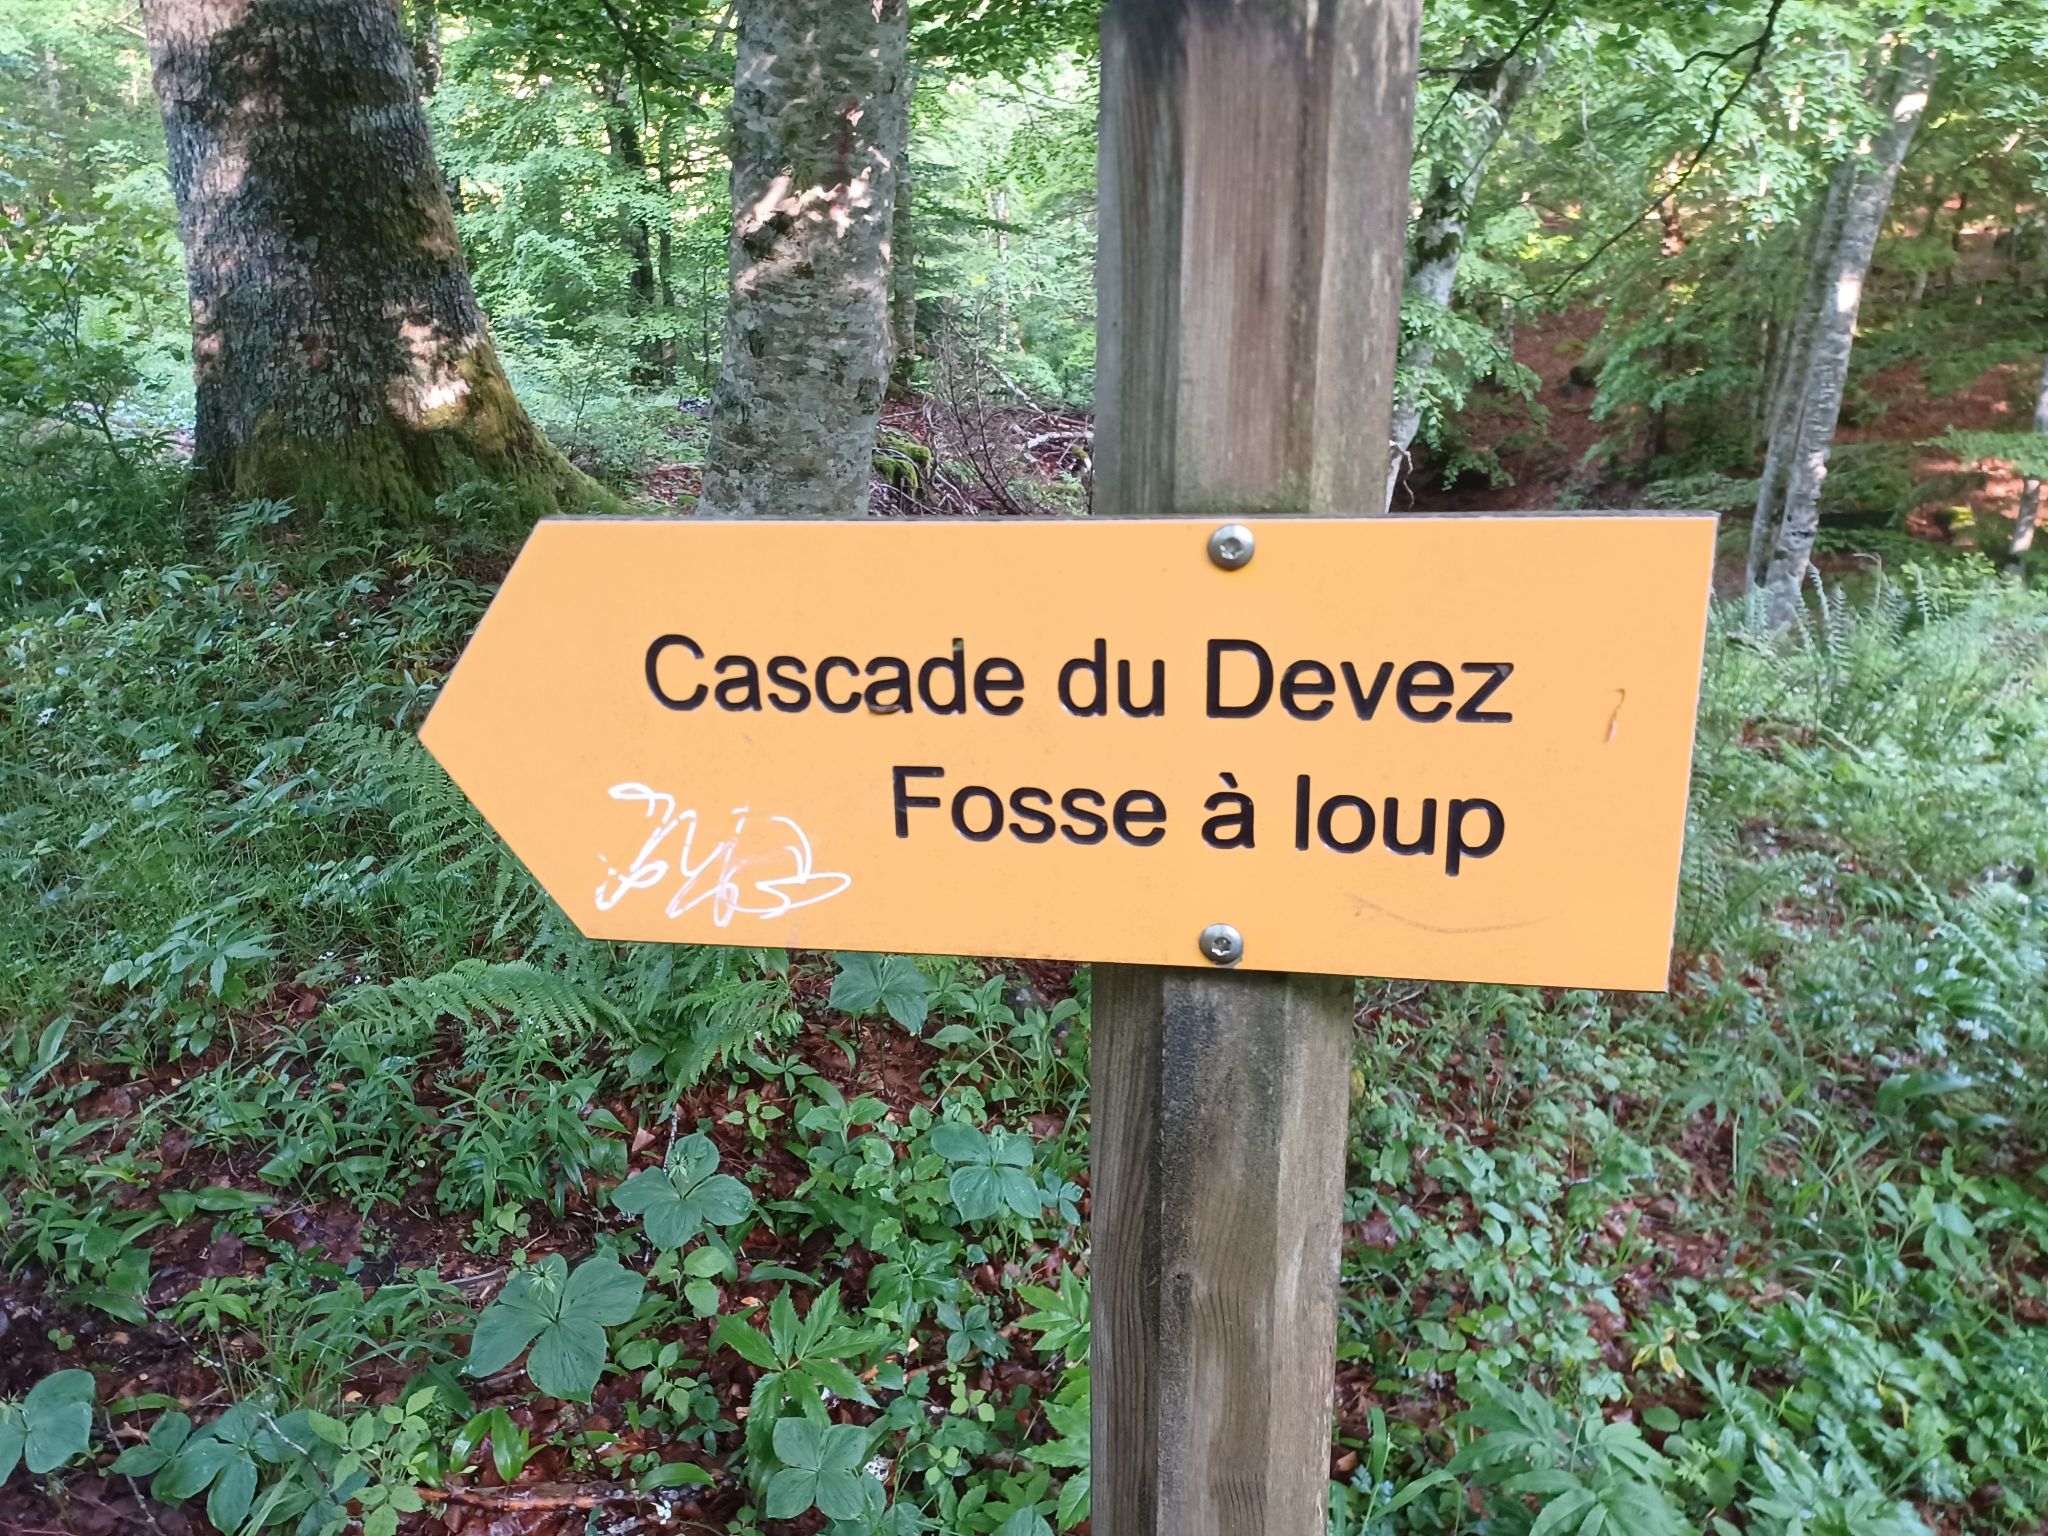 Cascade du Devez
Fosse à loup